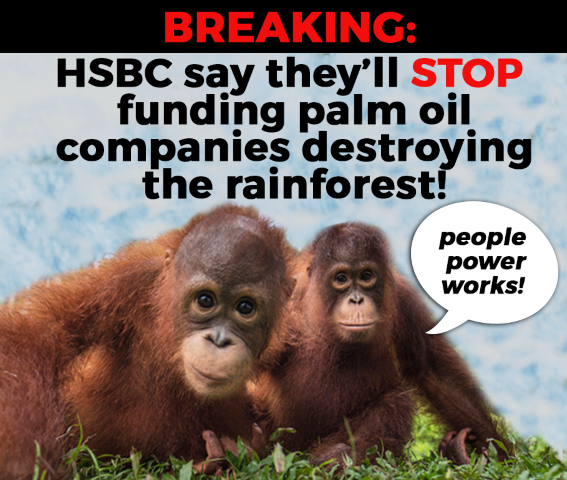 BREAKING:
HSBC say they’ll STOP
funding palm oil
companies destroying
the rainforest!
people
power
works!